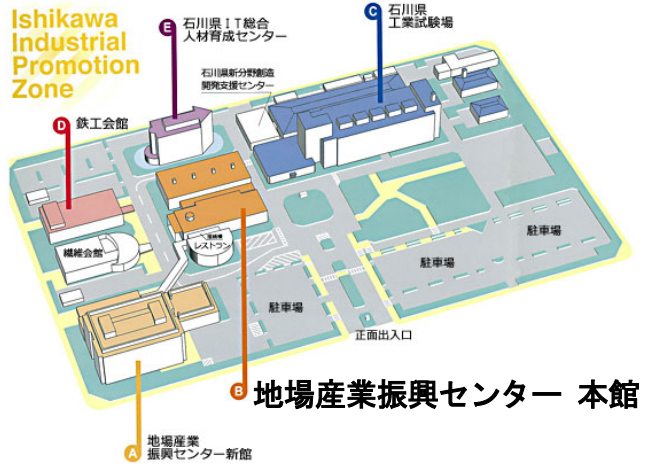 Ishikawa
Industrial
Promotion
Zone
E 石川県IT総合
人材育成センター
C 石川県
工業試験場
石川県新分野創造
開発支援センター
D 鉄工会館
繊維会館
レストラン
駐車場
駐車場
駐車場
正面出入口
B 地場産業振興センター 本館
A 地場産業
振興センター新館